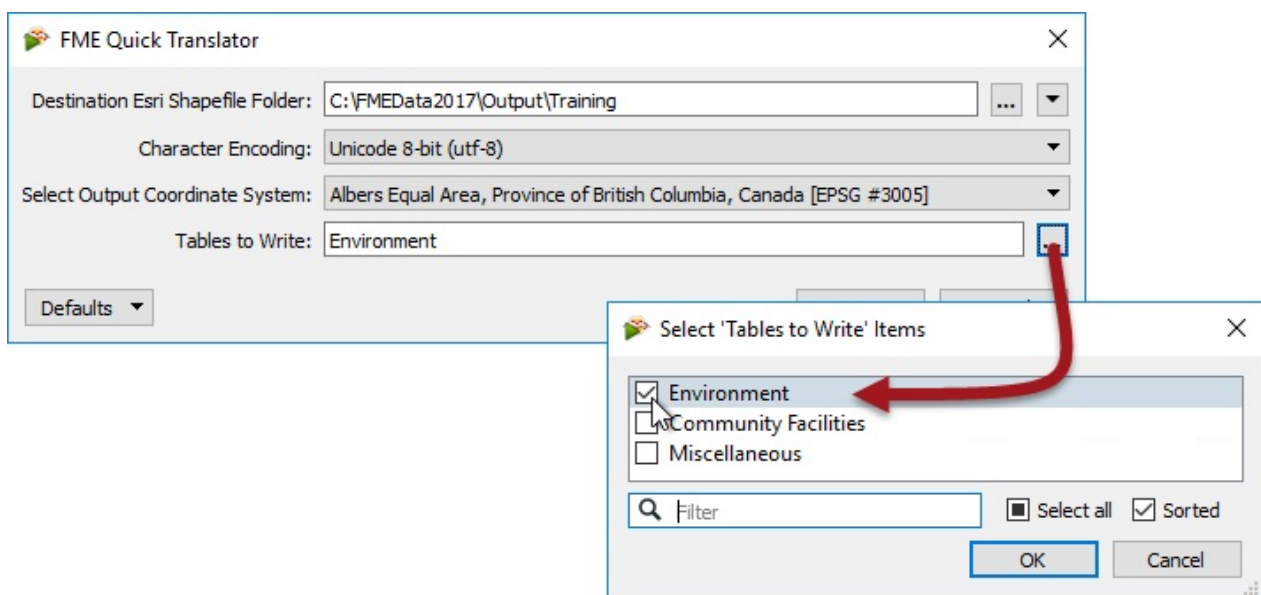 FME Quick Translator
Destination Esri Shapefile Folder: C:\FMEData2017\Output\Training ...
Character Encoding: Unicode 8-bit (utf-8)
Select Output Coordinate System: Albers Equal Area, Province of British Columbia, Canada [EPSG #3005]
Tables to Write: Environment ...
Defaults
Select 'Tables to Write' Items
Environment
Community Facilities
Miscellaneous
Filter Select all Sorted
OK Cancel